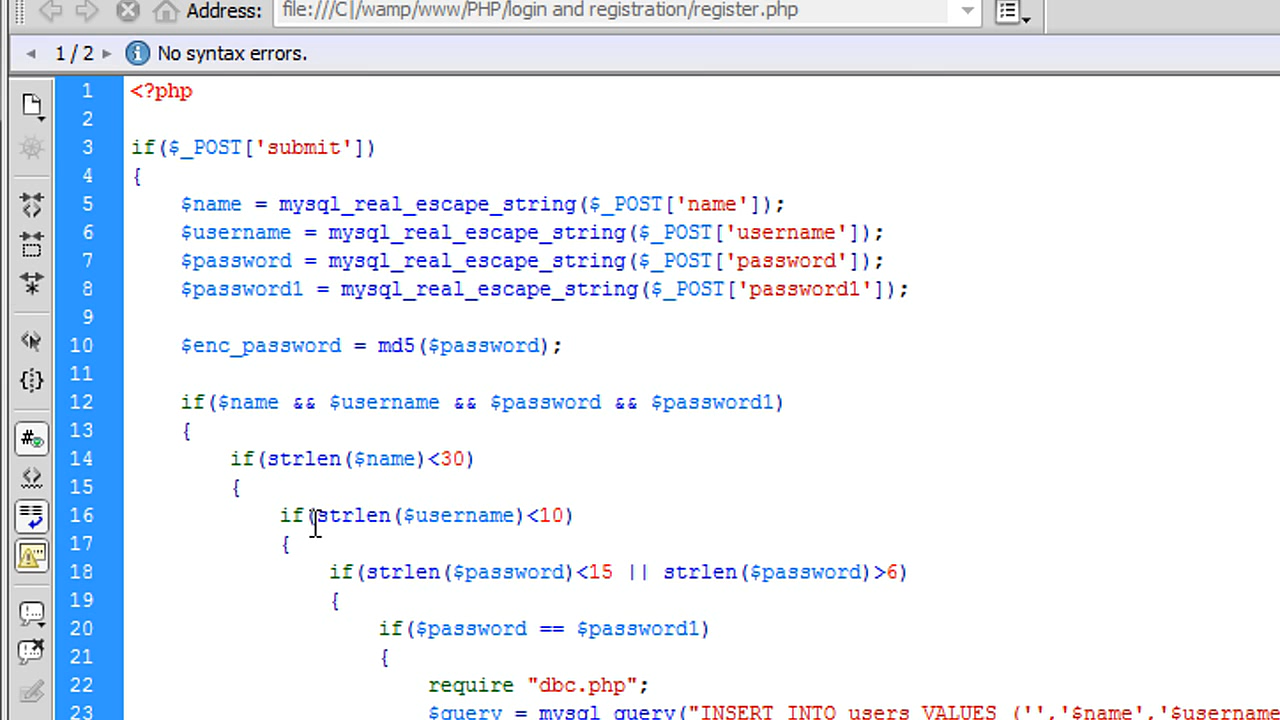 Address: file:///C|/wamp/www/PHP/login and registration/register.php
1 / 2 No syntax errors.
1 <?php
2
3 if($_POST['submit'])
4 {
5 $name = mysql_real_escape_string($_POST['name']);
6 $username = mysql_real_escape_string($_POST['username']);
7 $password = mysql_real_escape_string($_POST['password']);
8 $password1 = mysql_real_escape_string($_POST['password1']);
9
10 $enc_password = md5($password);
11
12 if($name && $username && $password && $password1)
13 {
14 if(strlen($name)<30)
15 {
16 if(strlen($username)<10)
17 {
18 if(strlen($password)<15 || strlen($password)>6)
19 {
20 if($password == $password1)
21 {
22 require "dbc.php";
23 $query = mysql_query("INSERT INTO users VALUES ('','$name','$username